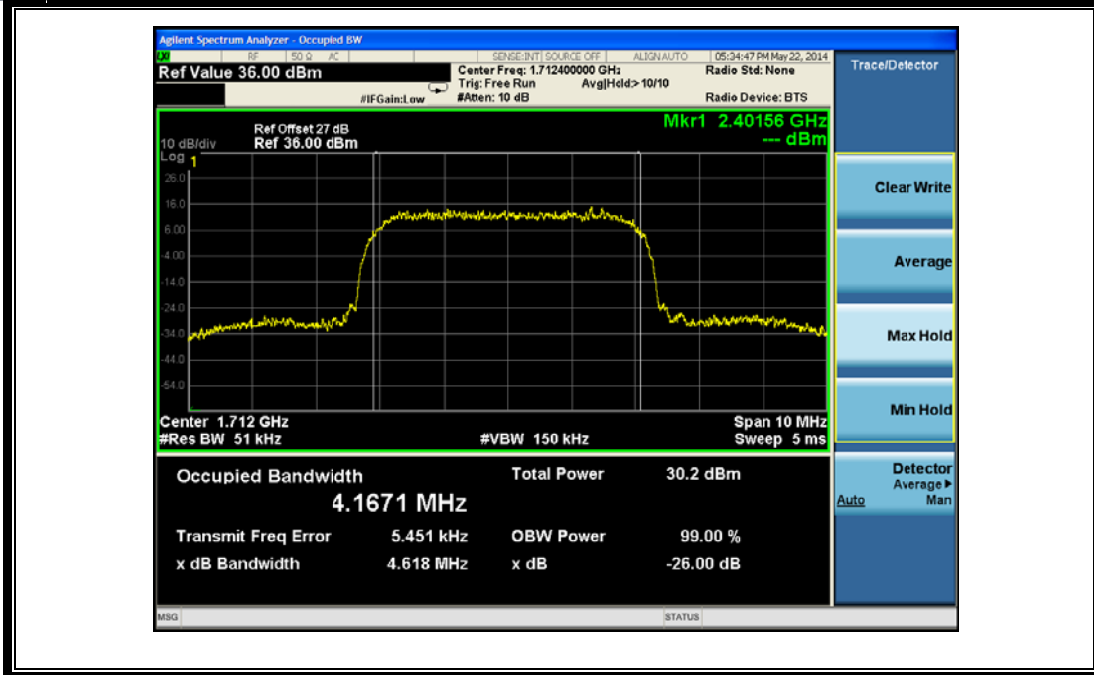 Agilent Spectrum Analyzer - Occupied BW
RF 50 Ω AC SENSE:INT SOURCE OFF ALIGNAUTO 05:34:47 PM May 22, 2014
Ref Value 36.00 dBm Center Freq: 1.712400000 GHz Radio Std: None
Trig: Free Run Avg|Hold:>10/10
#IFGain:Low #Atten: 10 dB Radio Device: BTS
Mkr1 2.40156 GHz
Ref Offset 27 dB
10 dB/div Ref 36.00 dBm --- dBm
Log
1
26.0
16.0
6.00
-4.00
-14.0
-24.0
-34.0
-44.0
-54.0
Center 1.712 GHz Span 10 MHz
#Res BW 51 kHz #VBW 150 kHz Sweep 5 ms
Occupied Bandwidth Total Power 30.2 dBm
4.1671 MHz
Transmit Freq Error 5.451 kHz OBW Power 99.00 %
x dB Bandwidth 4.618 MHz x dB -26.00 dB
MSG STATUS
Trace/Detector
Clear Write
Average
Max Hold
Min Hold
Detector
Average ▶
Auto Man